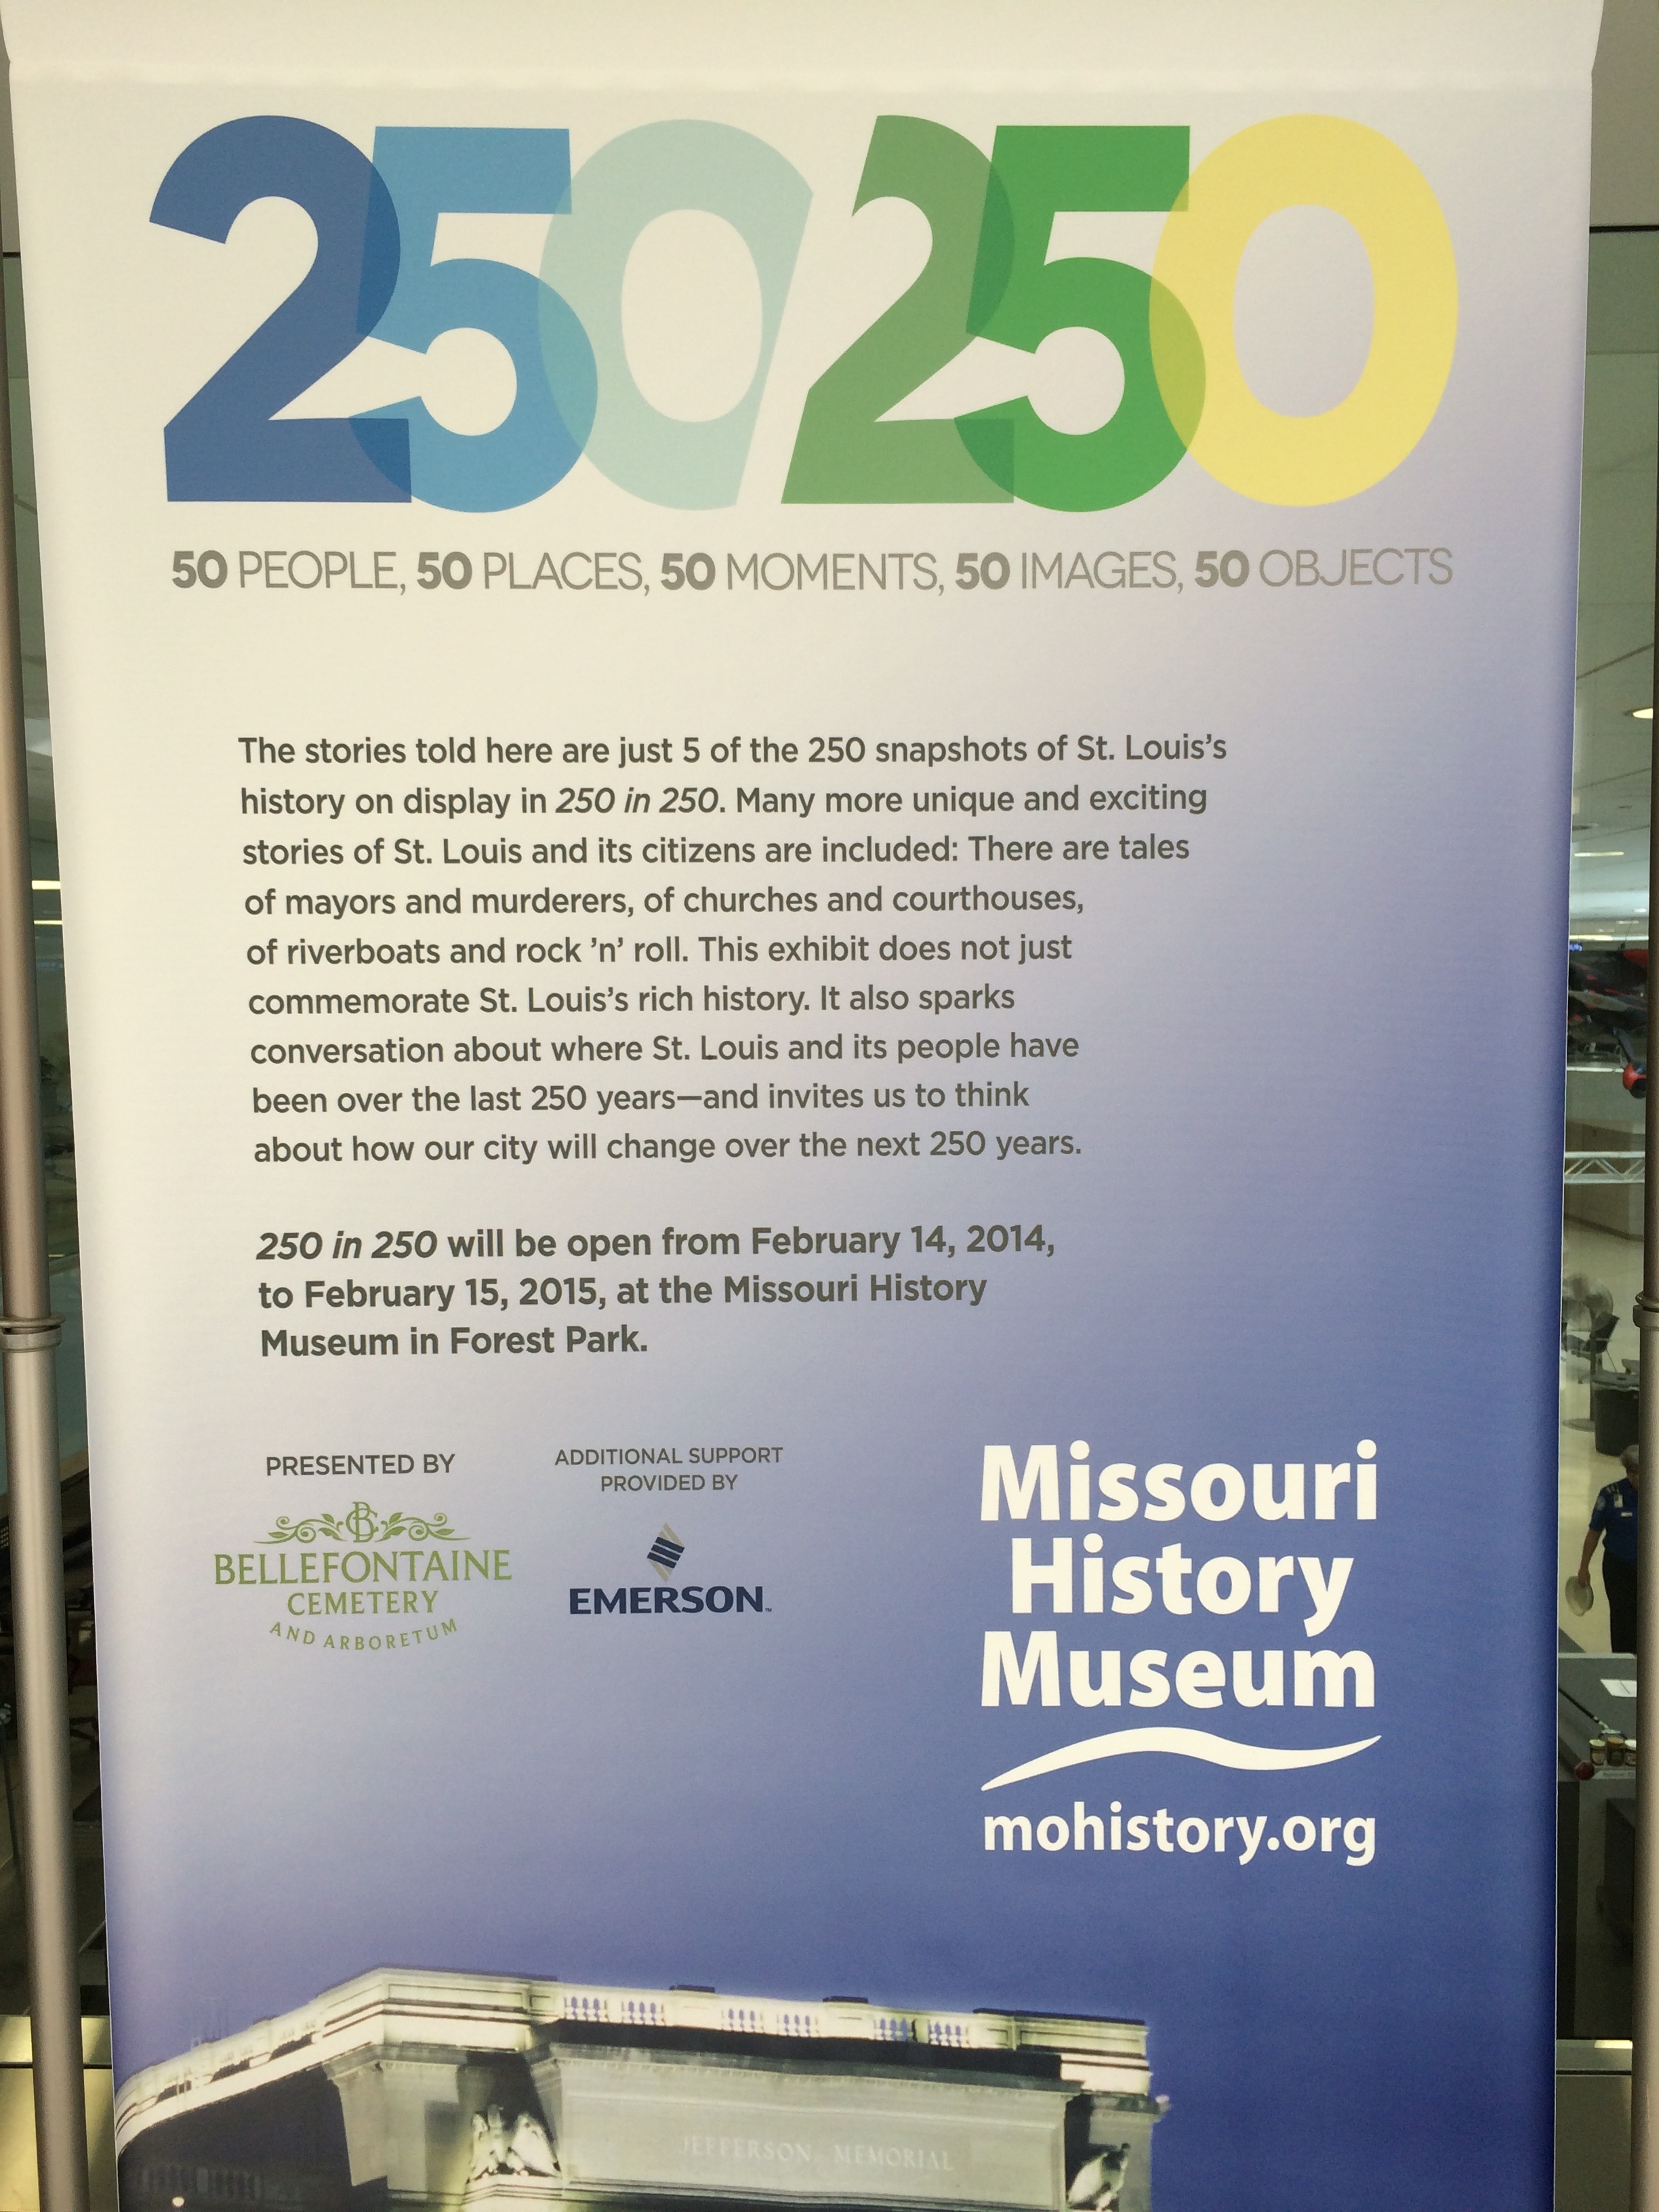 250/250
50 PEOPLE, 50 PLACES, 50 MOMENTS, 50 IMAGES, 50 OBJECTS
The stories told here are just 5 of the 250 snapshots of St. Louis’s
history on display in 250 in 250. Many more unique and exciting
stories of St. Louis and its citizens are included: There are tales
of mayors and murderers, of churches and courthouses,
of riverboats and rock ’n’ roll. This exhibit does not just
commemorate St. Louis’s rich history. It also sparks
conversation about where St. Louis and its people have
been over the last 250 years—and invites us to think
about how our city will change over the next 250 years.
250 in 250 will be open from February 14, 2014,
to February 15, 2015, at the Missouri History
Museum in Forest Park.
PRESENTED BY
BC
BELLEFONTAINE
CEMETERY
AND ARBORETUM
ADDITIONAL SUPPORT
PROVIDED BY
EMERSON™
Missouri
History
Museum
mohistory.org
JEFFERSON MEMORIAL